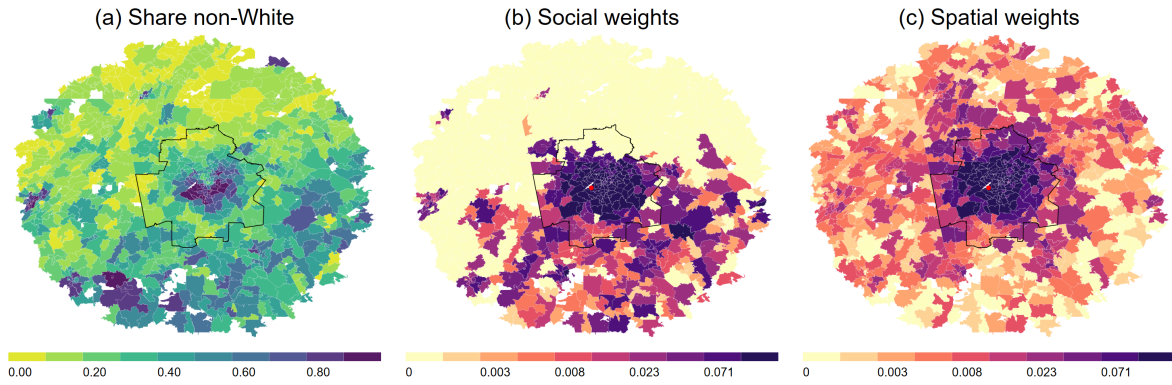 (a) Share non-White
(b) Social weights
(c) Spatial weights
0.00 0.20 0.40 0.60 0.80
0 0.003 0.008 0.023 0.071
0 0.003 0.008 0.023 0.071